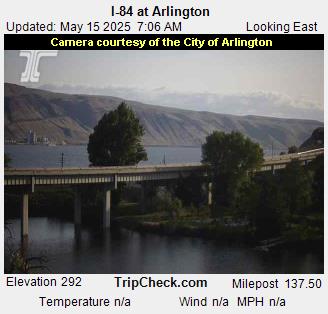 I-84 at Arlington
Updated: May 15 2025 7:06 AM Looking East
Camera courtesy of the City of Arlington
Elevation 292 TripCheck.com Milepost 137.50
Temperature n/a Wind n/a MPH n/a